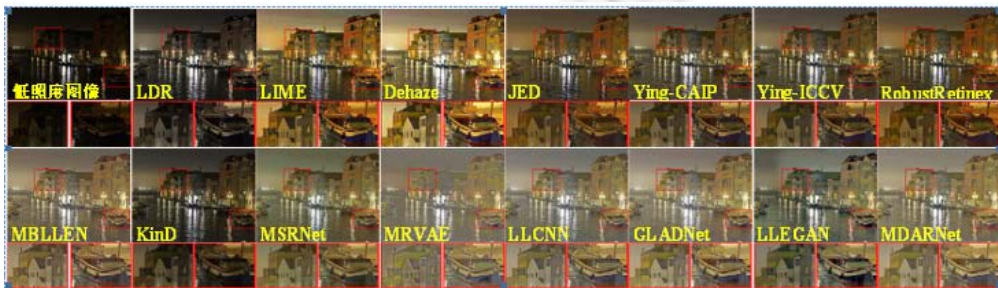 低照度图像
LDR
LIME
Dehaze
JED
Ying-CAIP
Ying-ICCV
RobustRetinex
MBLLEN
KinD
MSRNet
MRVAE
LLCNN
GLADNet
LLEGAN
MDARNet